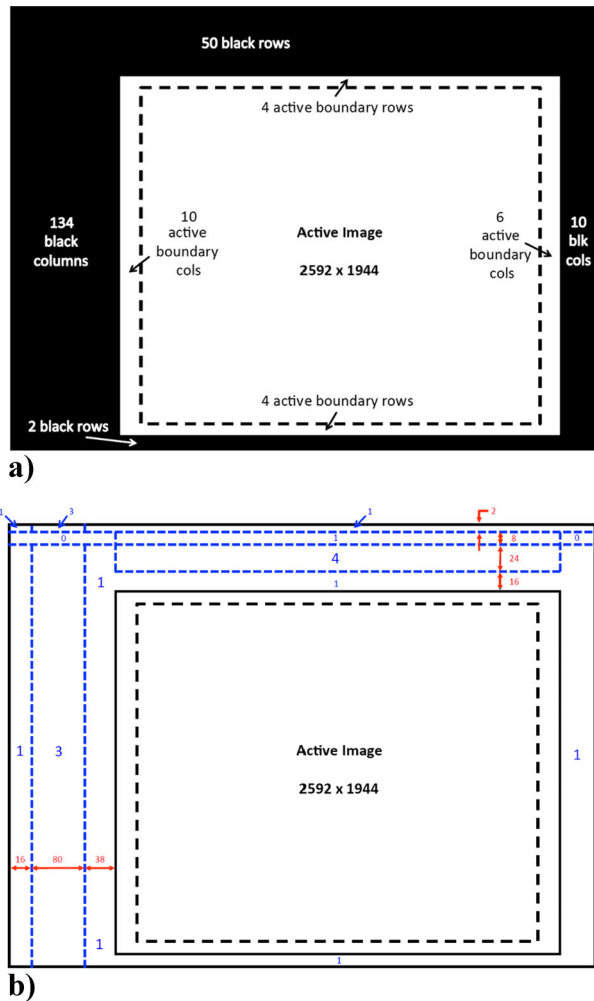 50 black rows
4 active boundary rows
134
black
columns
10
active
boundary
cols
Active Image
2592 x 1944
6
active
boundary
cols
10
blk
cols
4 active boundary rows
2 black rows
a)
1
3
1
2
0
1
8
0
4
24
1
1
16
1
3
Active Image
2592 x 1944
1
16
80
38
1
1
b)